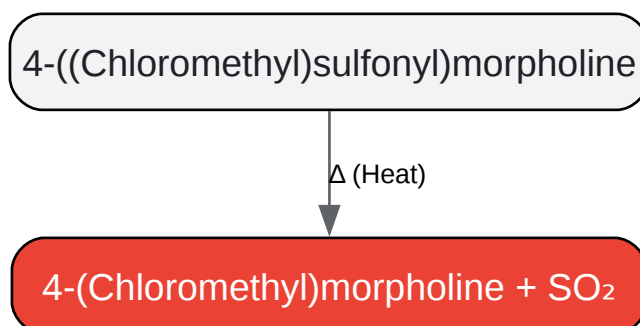 4-((Chloromethyl)sulfonyl)morpholine
Δ (Heat)
4-(Chloromethyl)morpholine + SO₂